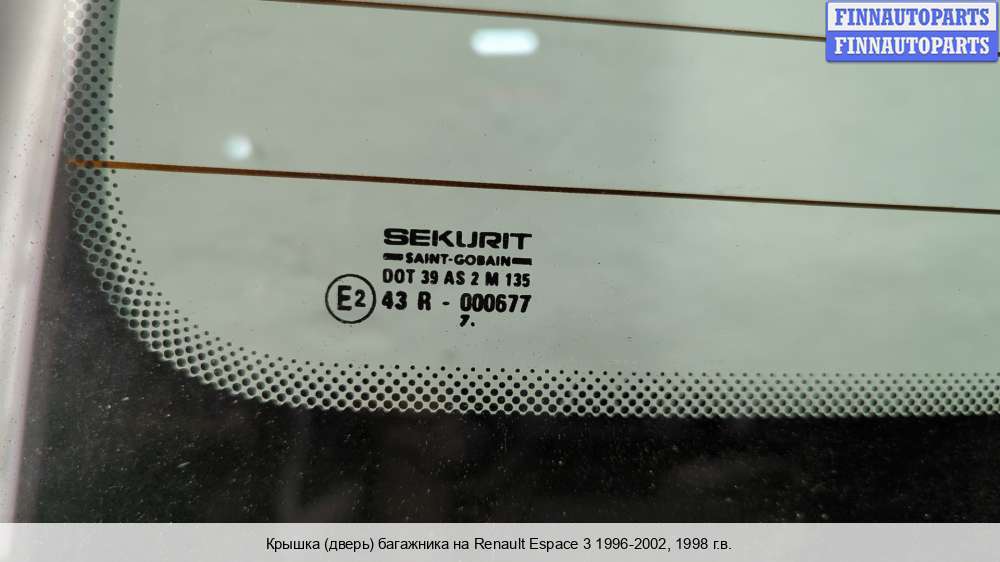 FINNAUTOPARTS
FINNAUTOPARTS
SEKURIT
SAINT-GOBAIN
DOT 39 AS 2 M 135
E2 43 R - 000677
7.
Крышка (дверь) багажника на Renault Espace 3 1996-2002, 1998 г.в.